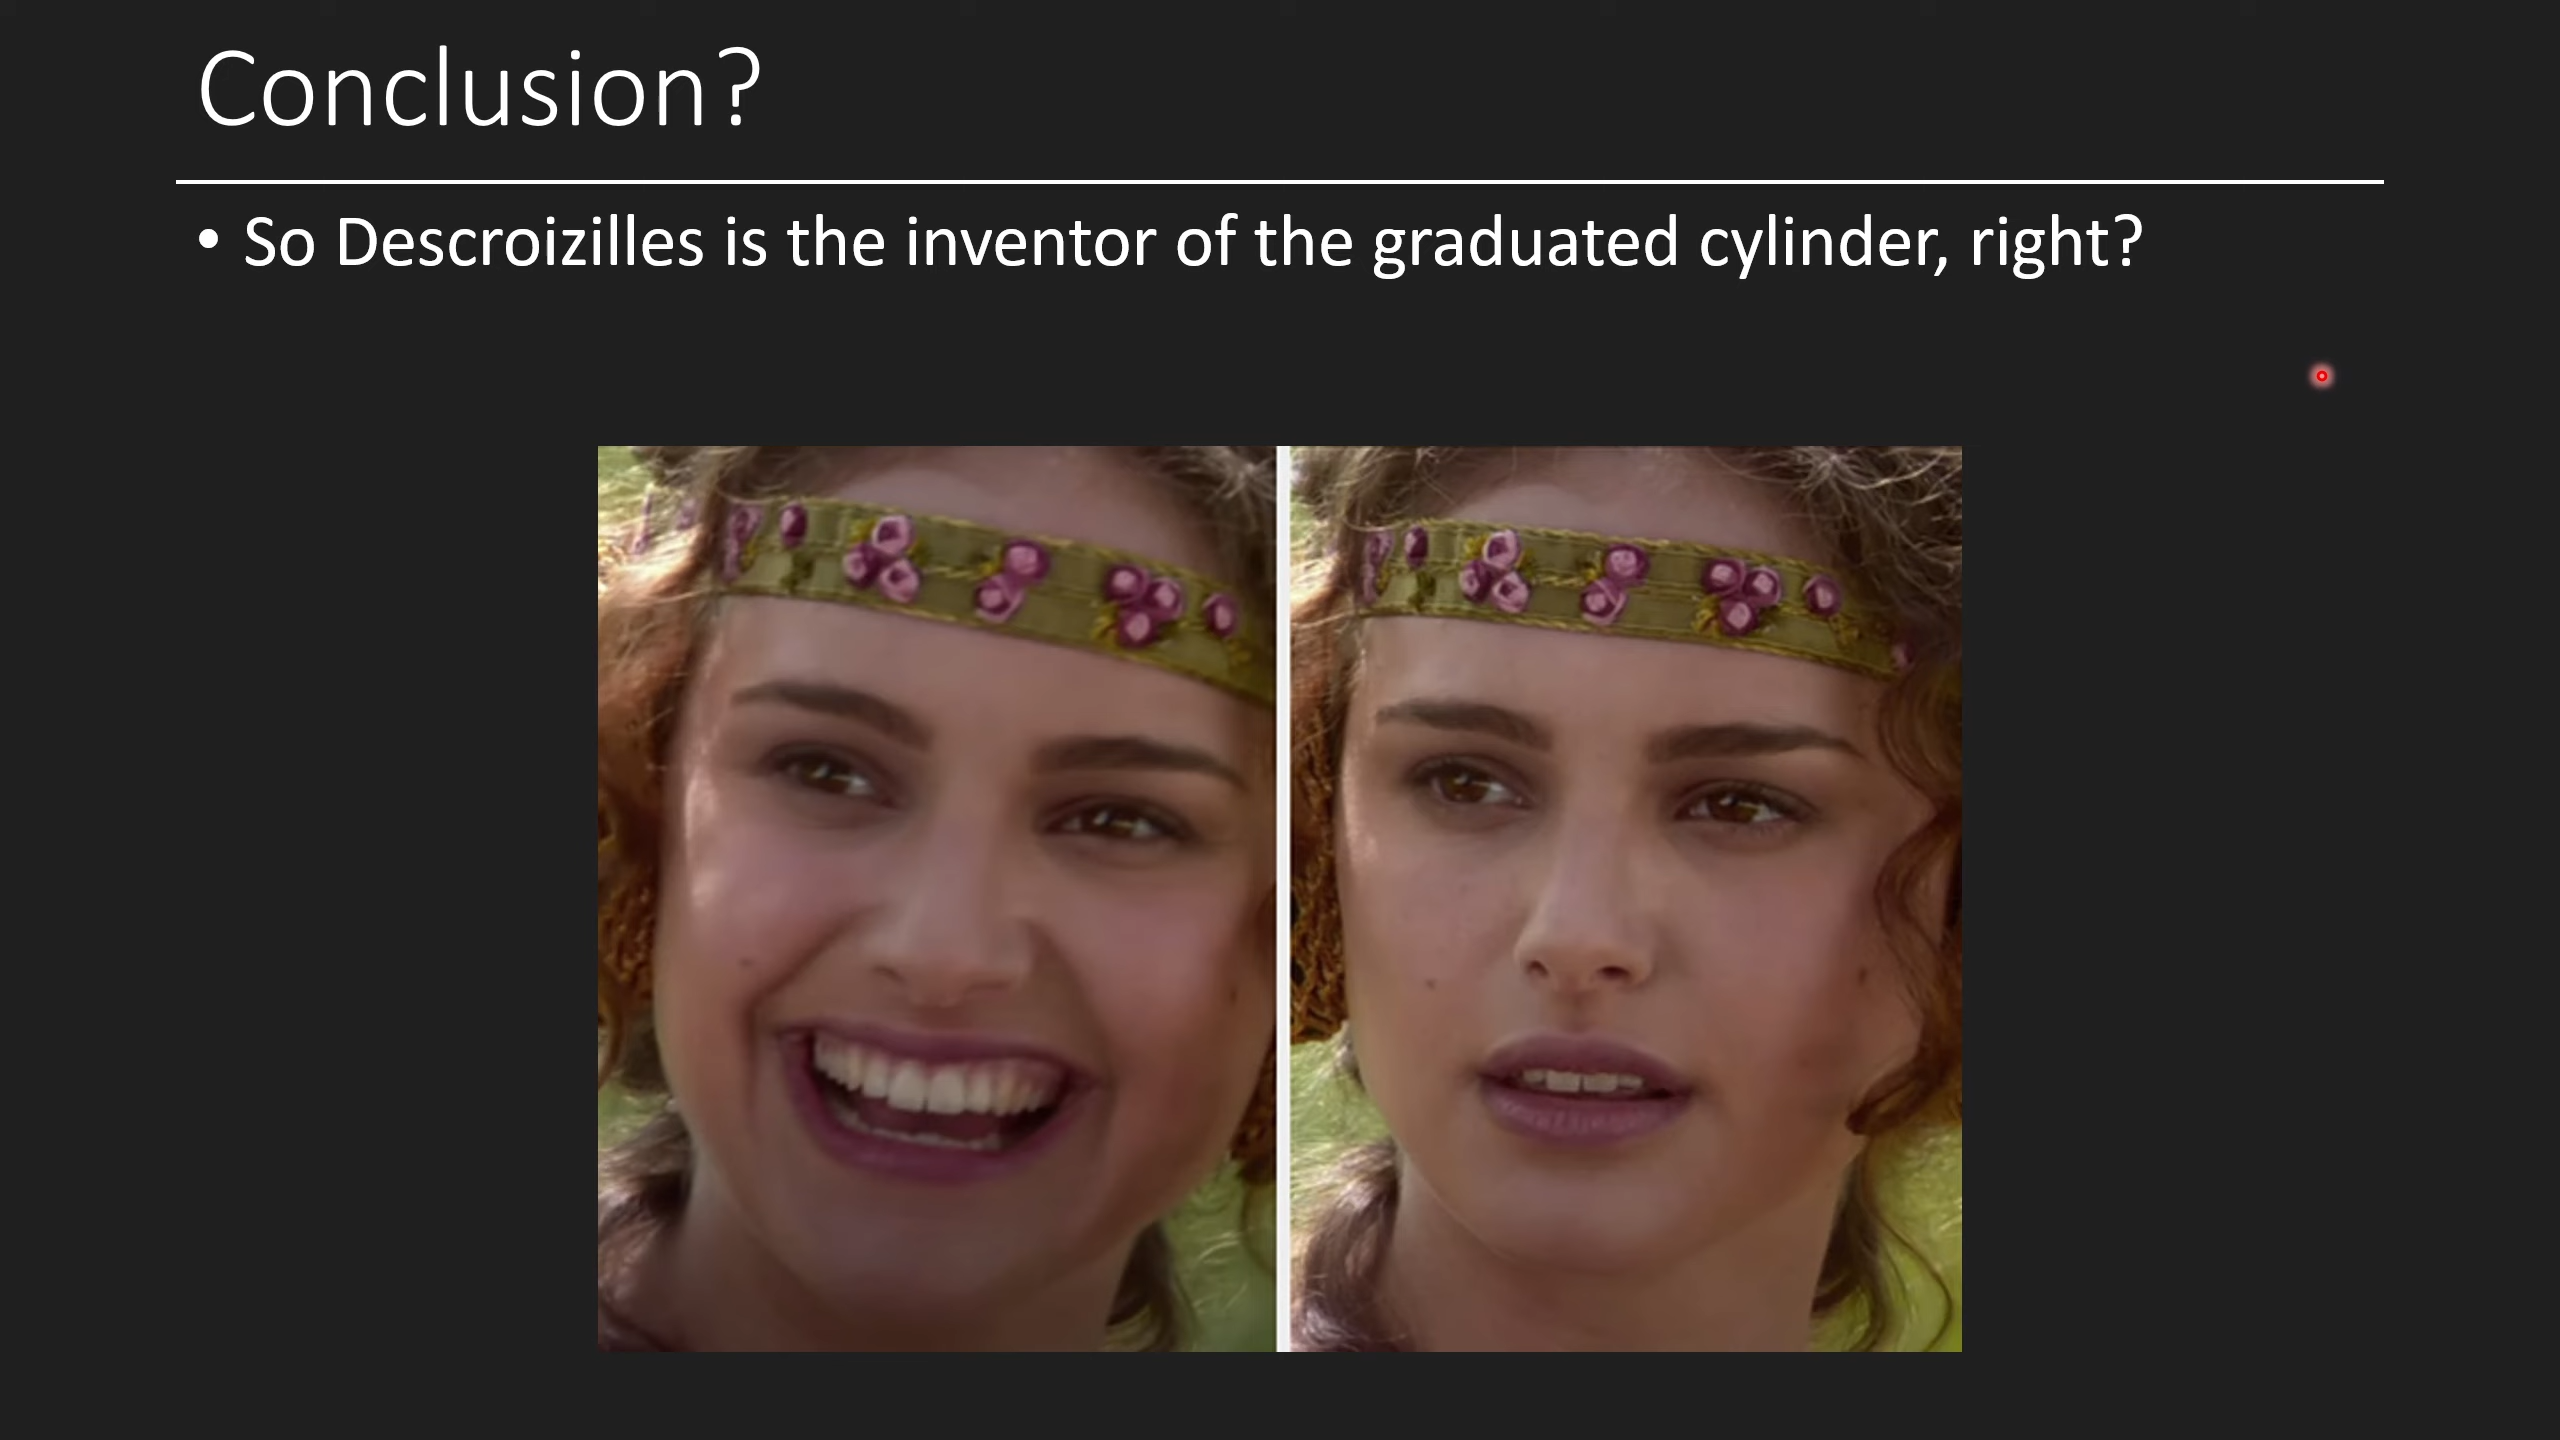 Conclusion?
• So Descroizilles is the inventor of the graduated cylinder, right?